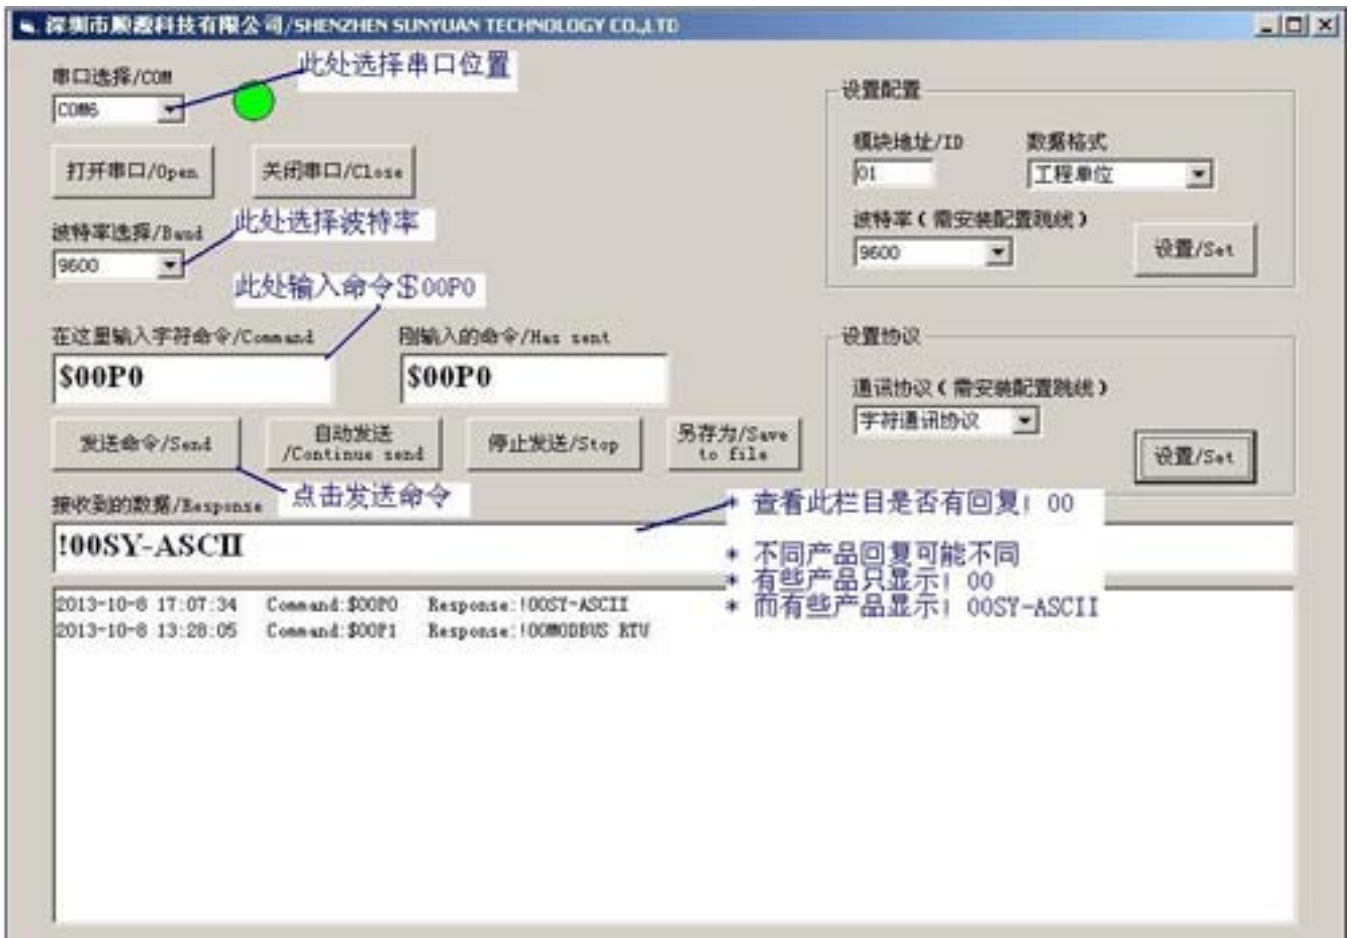 深圳市顺源科技有限公司/SHENZHEN SUNYUAN TECHNOLOGY CO.,LTD
串口选择/COM
此处选择串口位置
COM6
打开串口/Open
关闭串口/Close
波特率选择/Baud
此处选择波特率
9600
此处输入命令$00P0
在这里输入字符命令/Command
刚输入的命令/Has sent
$00P0
$00P0
发送命令/Send
自动发送
/Continue send
停止发送/Stop
另存为/Save
to file
接收到的数据/Response
点击发送命令
!00SY-ASCII
* 查看此栏目是否有回复! 00
* 不同产品回复可能不同
* 有些产品只显示! 00
* 而有些产品显示! 00SY-ASCII
2013-10-8 17:07:34 Command:$00P0 Response:!00SY-ASCII
2013-10-8 13:28:05 Command:$00P1 Response:!00MODBUS RTU
设置配置
模块地址/ID
数据格式
01
工程单位
波特率(需安装配置跳线)
9600
设置/Set
设置协议
通讯协议(需安装配置跳线)
字符通讯协议
设置/Set